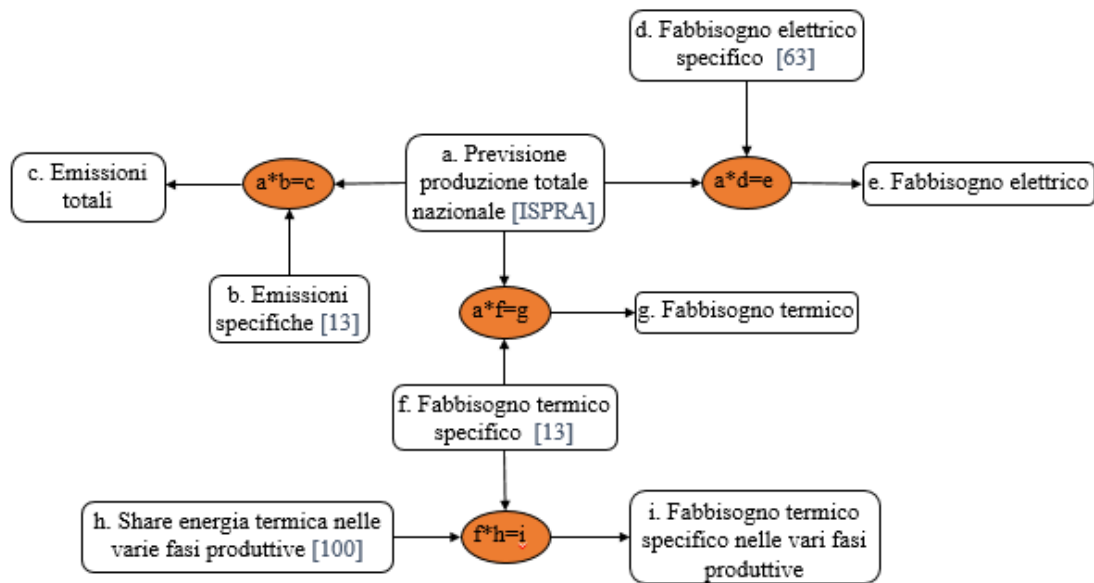 d. Fabbisogno elettrico
specifico [63]
c. Emissioni
totali
a*b=c
a. Previsione
produzione totale
nazionale [ISPRA]
a*d=e
e. Fabbisogno elettrico
b. Emissioni
specifiche [13]
a*f=g
g. Fabbisogno termico
f. Fabbisogno termico
specifico [13]
h. Share energia termica nelle
varie fasi produttive [100]
f*h=i
i. Fabbisogno termico
specifico nelle vari fasi
produttive